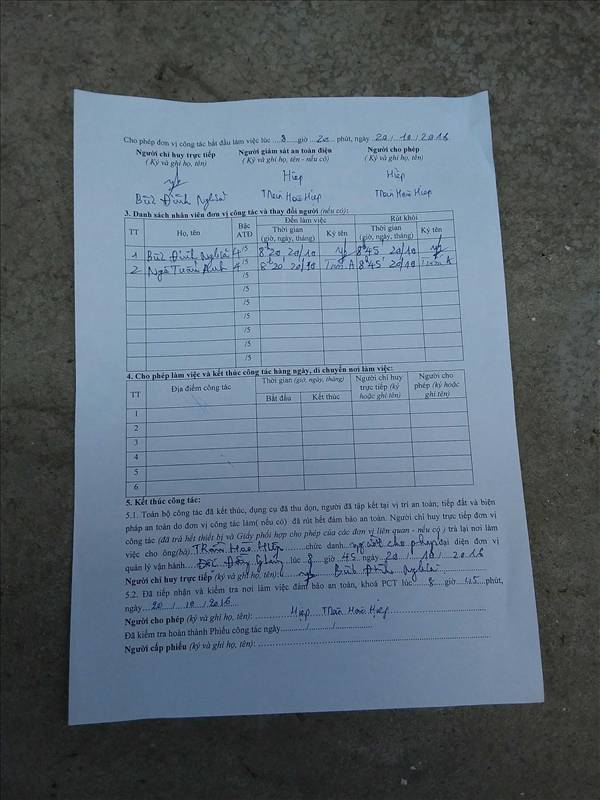 Cho phép đơn vị công tác bắt đầu làm việc lúc ....8....giờ ...20... phút, ngày ..20../..10../..2016
Người chỉ huy trực tiếp Người giám sát an toàn điện Người cho phép
( Ký và ghi họ, tên) ( Ký và ghi họ, tên - nếu có) ( Ký và ghi họ, tên)
Hiệp Hiệp
Bùi Đình Nghĩa Thân Hoà Hiệp Thân Hoà Hiệp
3. Danh sách nhân viên đơn vị công tác và thay đổi người (nếu có):
TT Họ, tên Bậc ATĐ Đến làm việc Rút khỏi
Thời gian (giờ, ngày, tháng) Ký tên Thời gian (giờ, ngày, tháng) Ký tên
1 Bùi Đình Nghĩa 4/5 8h20, 20/10 8h45, 20/10
2 Ngô Tuấn Anh 4/5 8h20 20/10 Tuấn A 8h45 20/10 Tuấn A
/5
/5
/5
/5
/5
/5
/5
4. Cho phép làm việc và kết thúc công tác hàng ngày, di chuyển nơi làm việc:
TT Địa điểm công tác Thời gian (giờ, ngày, tháng) Người chỉ huy trực tiếp (ký hoặc ghi tên) Người cho phép (ký hoặc ghi tên)
Bắt đầu Kết thúc
1
2
3
4
5
6
5. Kết thúc công tác:
5.1. Toàn bộ công tác đã kết thúc, dụng cụ đã thu dọn, người đã tập kết tại vị trí an toàn; tiếp đất và biện
pháp an toàn do đơn vị công tác làm( nếu có) đã rút hết đảm bảo an toàn. Người chỉ huy trực tiếp đơn vị
công tác (đã trả hết thiết bị và Giấy phối hợp cho phép của các đơn vị liên quan - nếu có ) trả lại nơi làm
việc cho ông(bà) Thân Hoà Hiệp chức danh người cho phép đại diện đơn vị
quản lý vận hành lúc 8 giờ 45 ngày 20 / 10 / 2016
Người chỉ huy trực tiếp (ký và ghi họ, tên): Bùi Đình Nghĩa
5.2. Đã tiếp nhận và kiểm tra nơi làm việc đảm bảo an toàn, khoá PCT lúc....8....giờ ..45..phút,
ngày...20.../...10.../2016...
Người cho phép (ký và ghi họ, tên): Hiệp Thân Hoà Hiệp
Đã kiểm tra hoàn thành Phiếu công tác ngày........./.........../..............
Người cấp phiếu (ký và ghi họ, tên): ..........